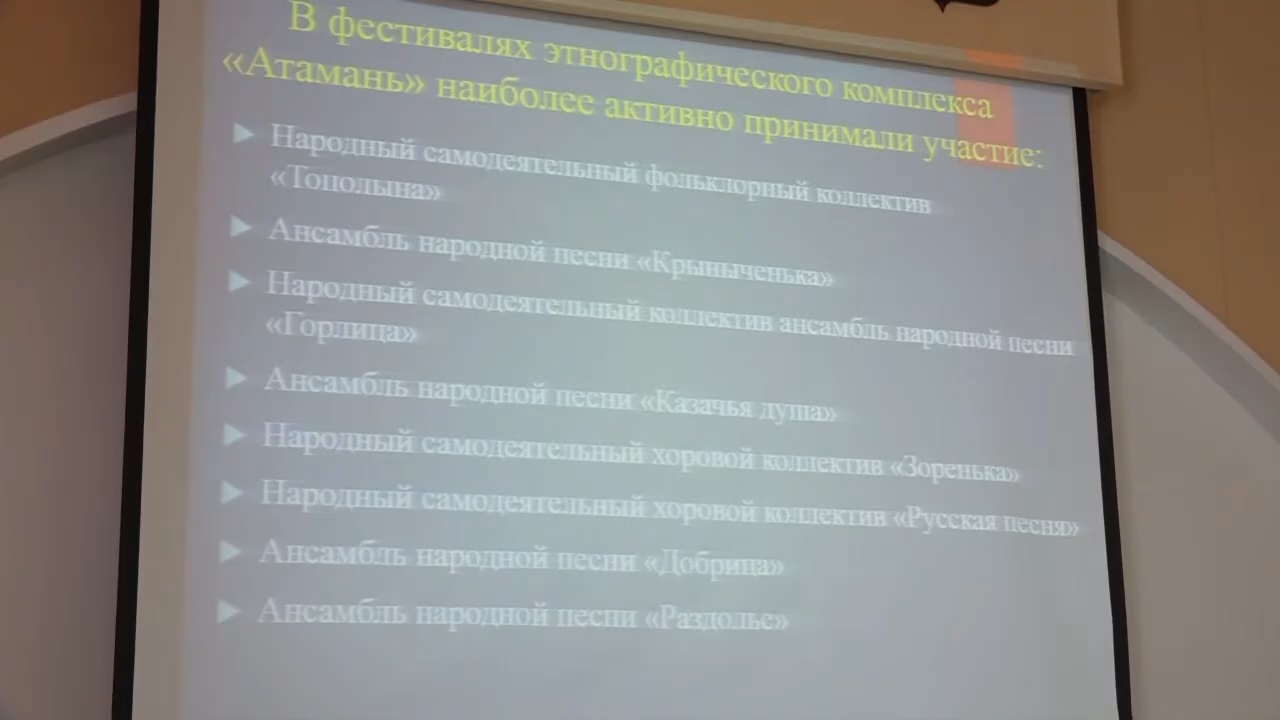 В фестивалях этнографического комплекса
«Атамань» наиболее активно принимали участие:
Народный самодеятельный фольклорный коллектив
«Тополына»
Ансамбль народной песни «Крыныченька»
Народный самодеятельный коллектив ансамбль народной песни
«Горлица»
Ансамбль народной песни «Казачья душа»
Народный самодеятельный хоровой коллектив «Зоренька»
Народный самодеятельный хоровой коллектив «Русская песня»
Ансамбль народной песни «Добрица»
Ансамбль народной песни «Раздолье»